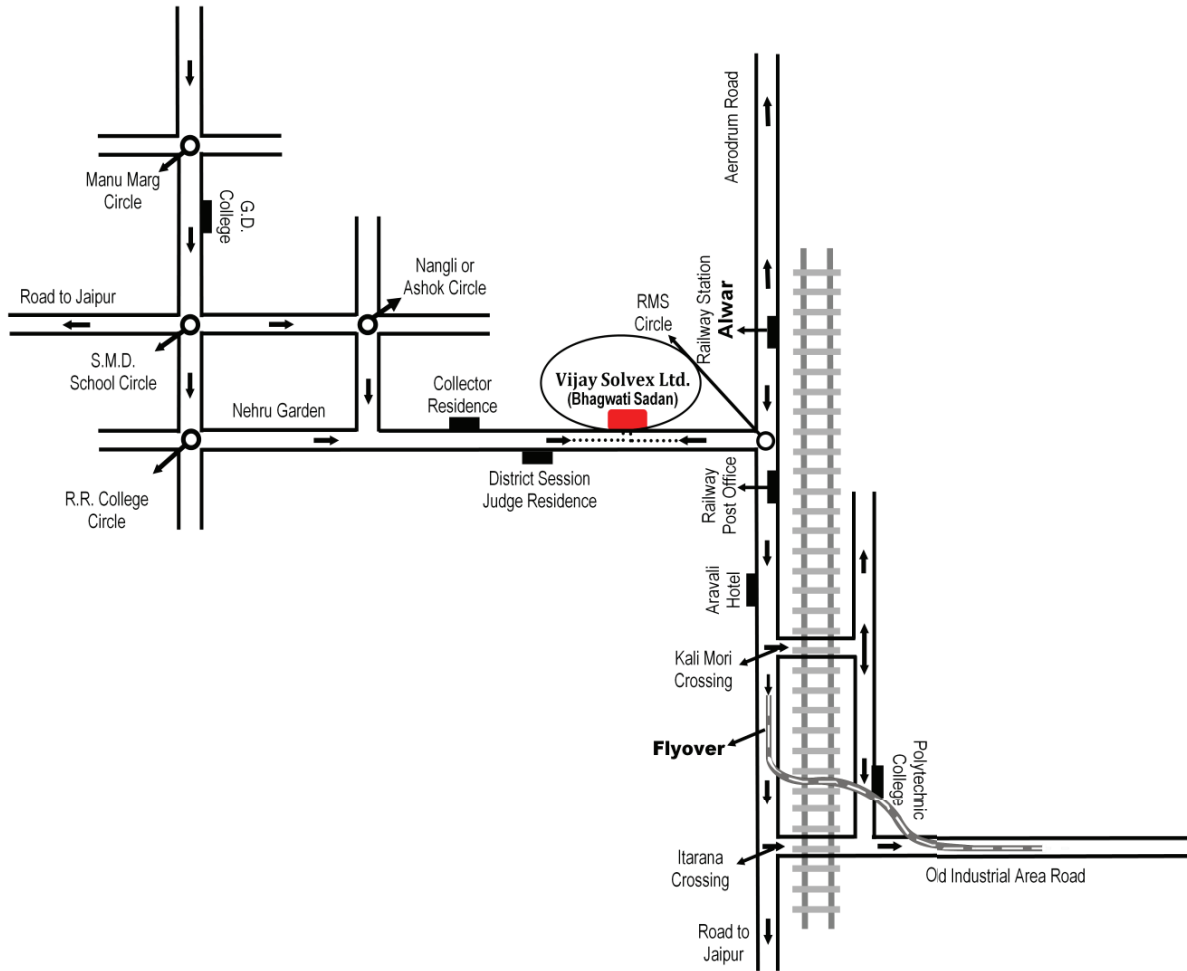 Aerodrum Road
Manu Marg
Circle
G.D.
College
Road to Jaipur
Nangli or
Ashok Circle
RMS
Circle
Railway Station
Alwar
S.M.D.
School Circle
Vijay Solvex Ltd.
(Bhagwati Sadan)
Collector
Residence
Nehru Garden
R.R. College
Circle
District Session
Judge Residence
Railway
Post Office
Aravali
Hotel
Kali Mori
Crossing
Flyover
Polytechnic
College
Itarana
Crossing
Old Industrial Area Road
Road to
Jaipur